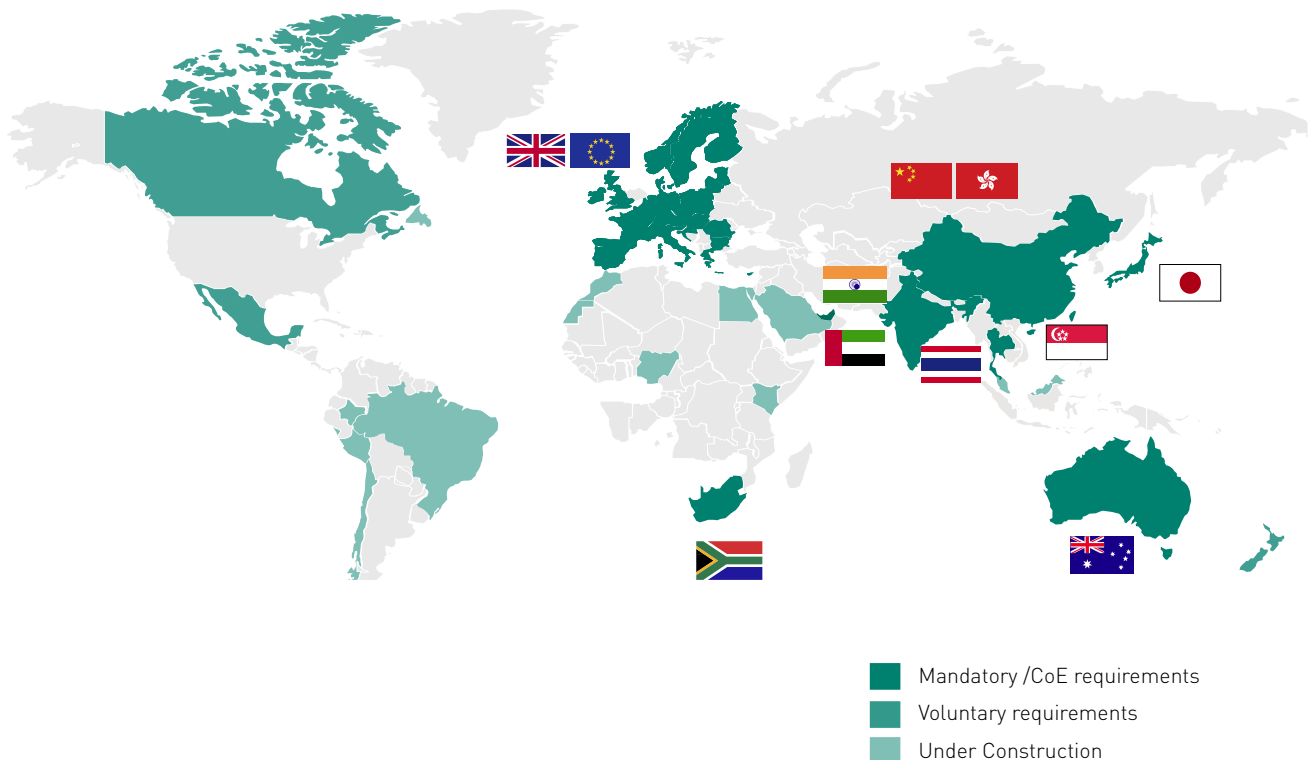 Mandatory /CoE requirements
Voluntary requirements
Under Construction